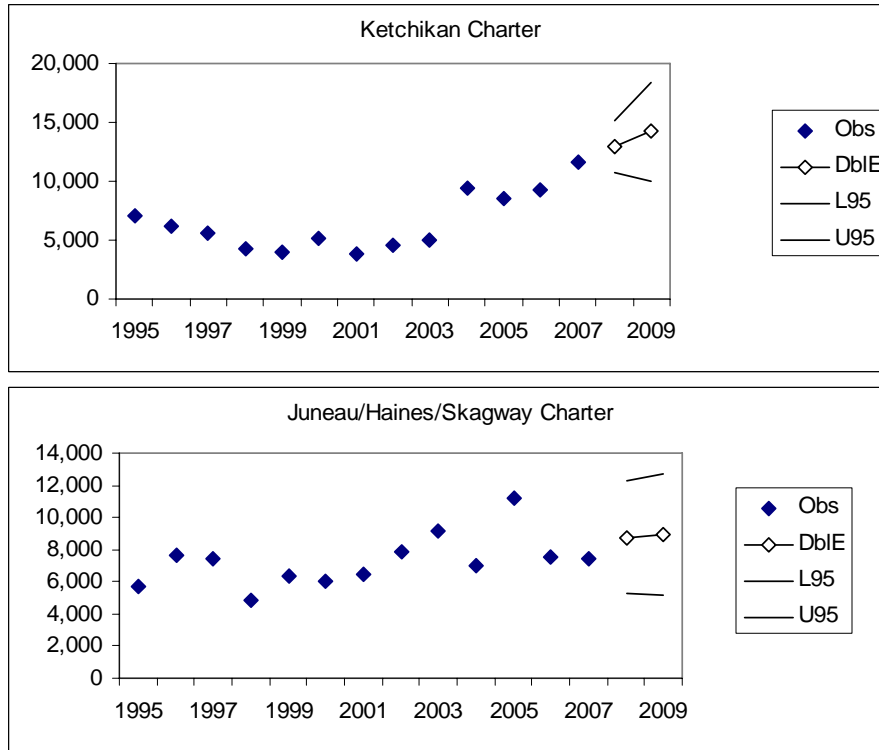 Ketchikan Charter
20,000
15,000
10,000
5,000
0
1995 1997 1999 2001 2003 2005 2007 2009
Obs
DblE
L95
U95
Juneau/Haines/Skagway Charter
14,000
12,000
10,000
8,000
6,000
4,000
2,000
0
1995 1997 1999 2001 2003 2005 2007 2009
Obs
DblE
L95
U95